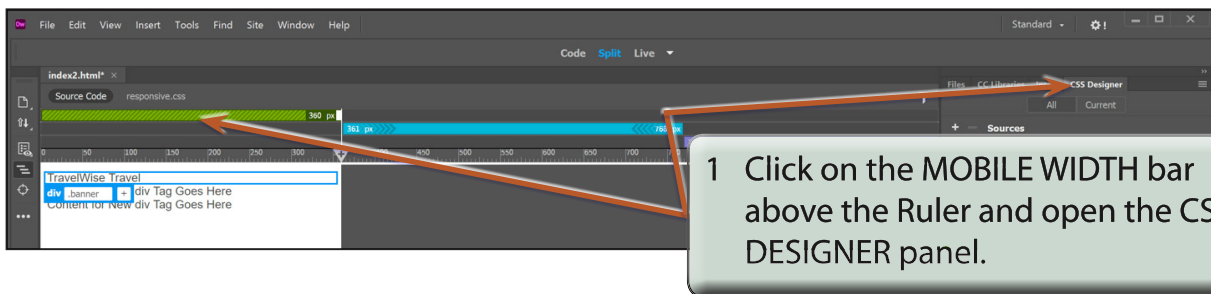 Dw File Edit View Insert Tools Find Site Window Help Standard
Code Split Live
index2.html* ×
Source Code responsive.css
Files CC Libraries CSS Designer
All Current
+ − Sources
360 px
361 px 768 px
0 50 100 150 200 250 300 400 450 500 550 600 650 700
TravelWise Travel
div .banner + div Tag Goes Here
Content for New div Tag Goes Here
1 Click on the MOBILE WIDTH bar
above the Ruler and open the CS
DESIGNER panel.